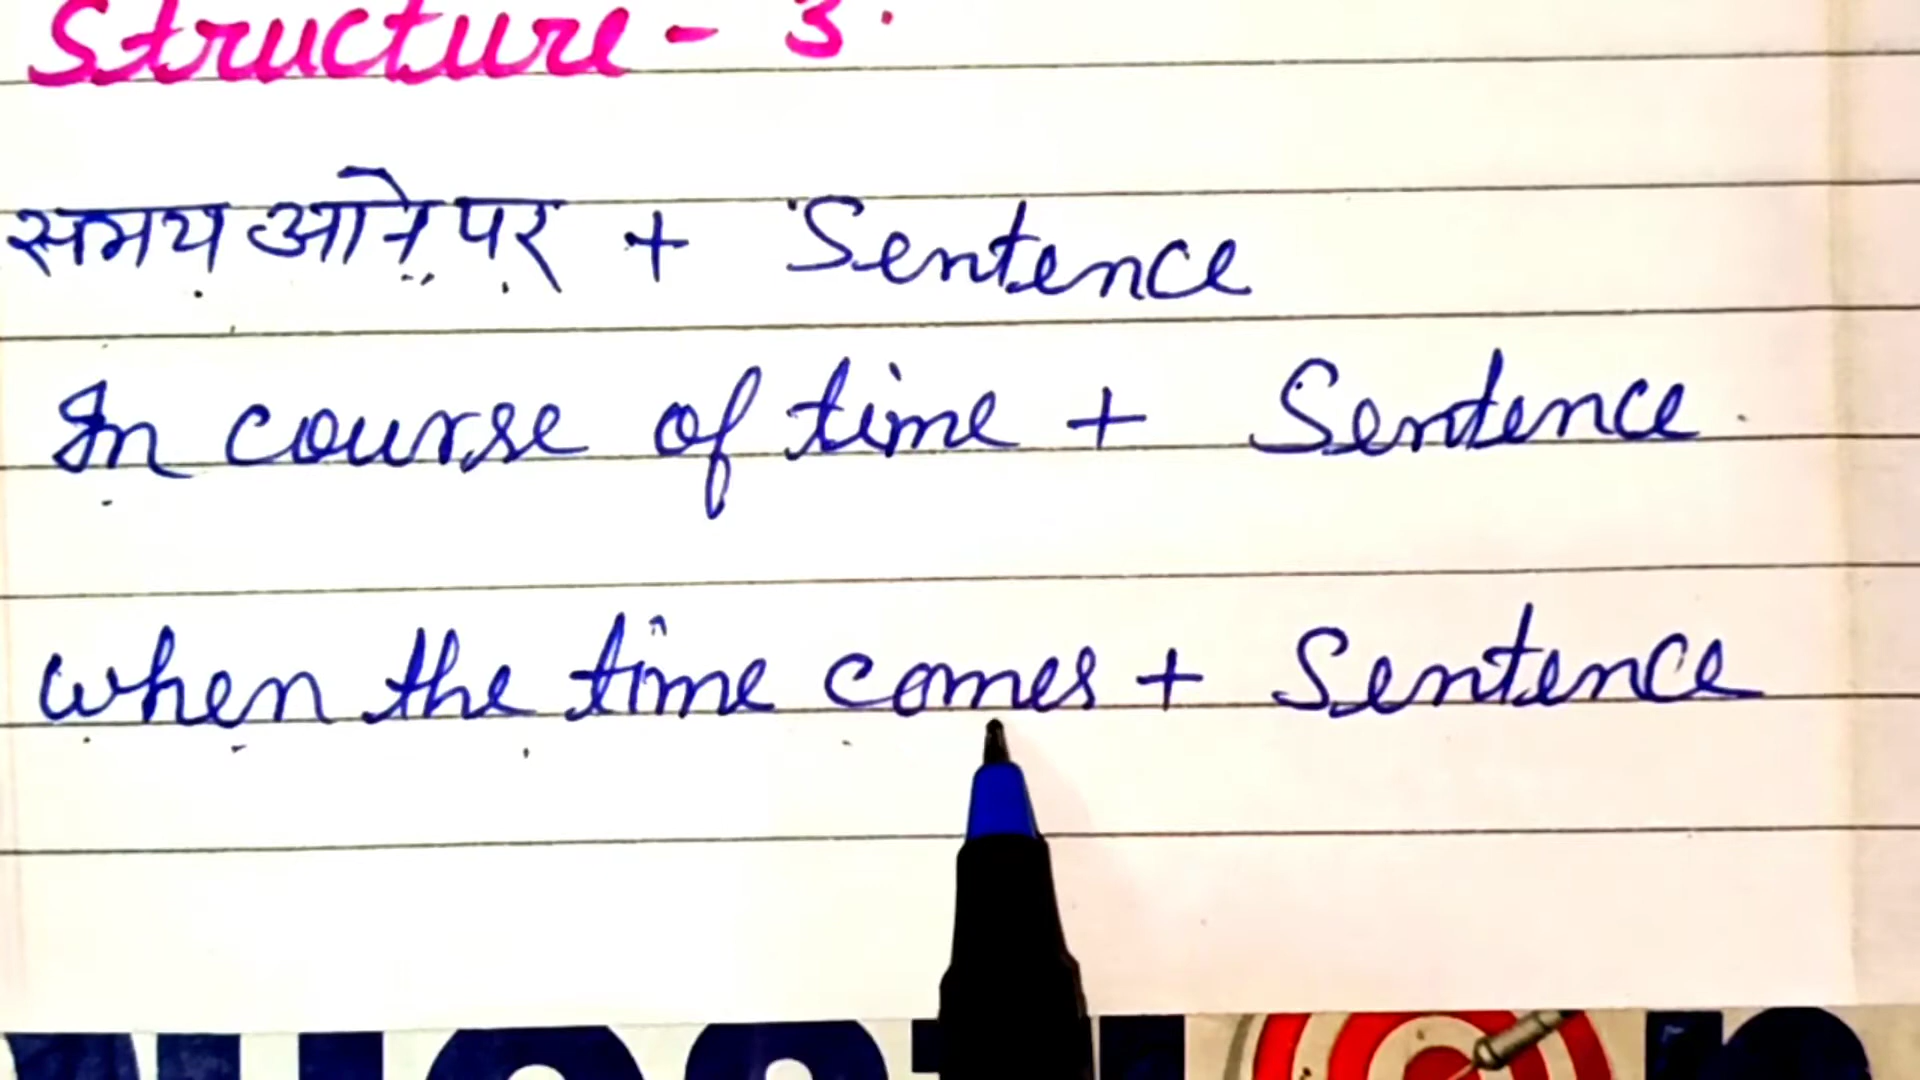 Structure - 3.
समय आने पर + Sentence
In course of time + Sentence.
when the time comes + Sentence